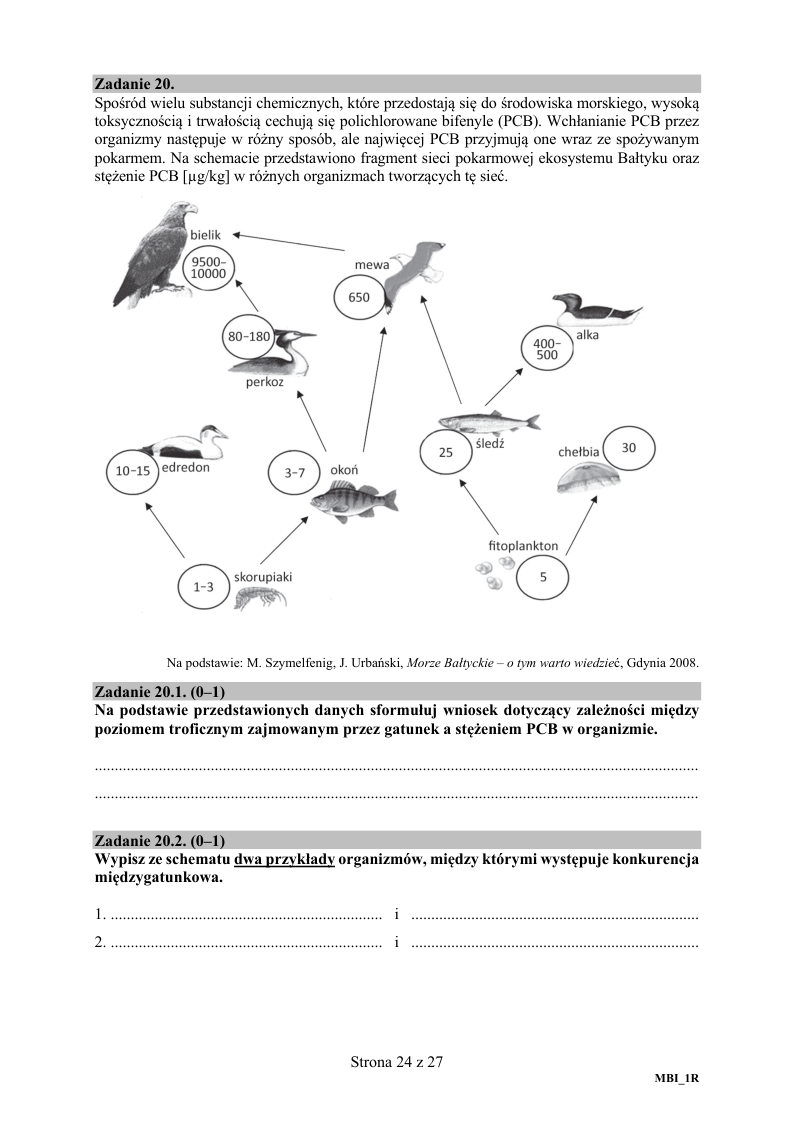 Zadanie 20.
Spośród wielu substancji chemicznych, które przedostają się do środowiska morskiego, wysoką
toksycznością i trwałością cechują się polichlorowane bifenyle (PCB). Wchłanianie PCB przez
organizmy następuje w różny sposób, ale najwięcej PCB przyjmują one wraz ze spożywanym
pokarmem. Na schemacie przedstawiono fragment sieci pokarmowej ekosystemu Bałtyku oraz
stężenie PCB [µg/kg] w różnych organizmach tworzących tę sieć.
bielik
9500–
10000
mewa
650
80–180
perkoz
alka
400–
500
10–15
edredon
3–7
okoń
25
śledź
chełbia
30
1–3
skorupiaki
fitoplankton
5
Na podstawie: M. Szymelfenig, J. Urbański, Morze Bałtyckie – o tym warto wiedzieć, Gdynia 2008.
Zadanie 20.1. (0–1)
Na podstawie przedstawionych danych sformułuj wniosek dotyczący zależności między
poziomem troficznym zajmowanym przez gatunek a stężeniem PCB w organizmie.
Zadanie 20.2. (0–1)
Wypisz ze schematu dwa przykłady organizmów, między którymi występuje konkurencja
międzygatunkowa.
1. .................................................................... i ........................................................................
2. .................................................................... i ........................................................................
Strona 24 z 27
MBI_1R